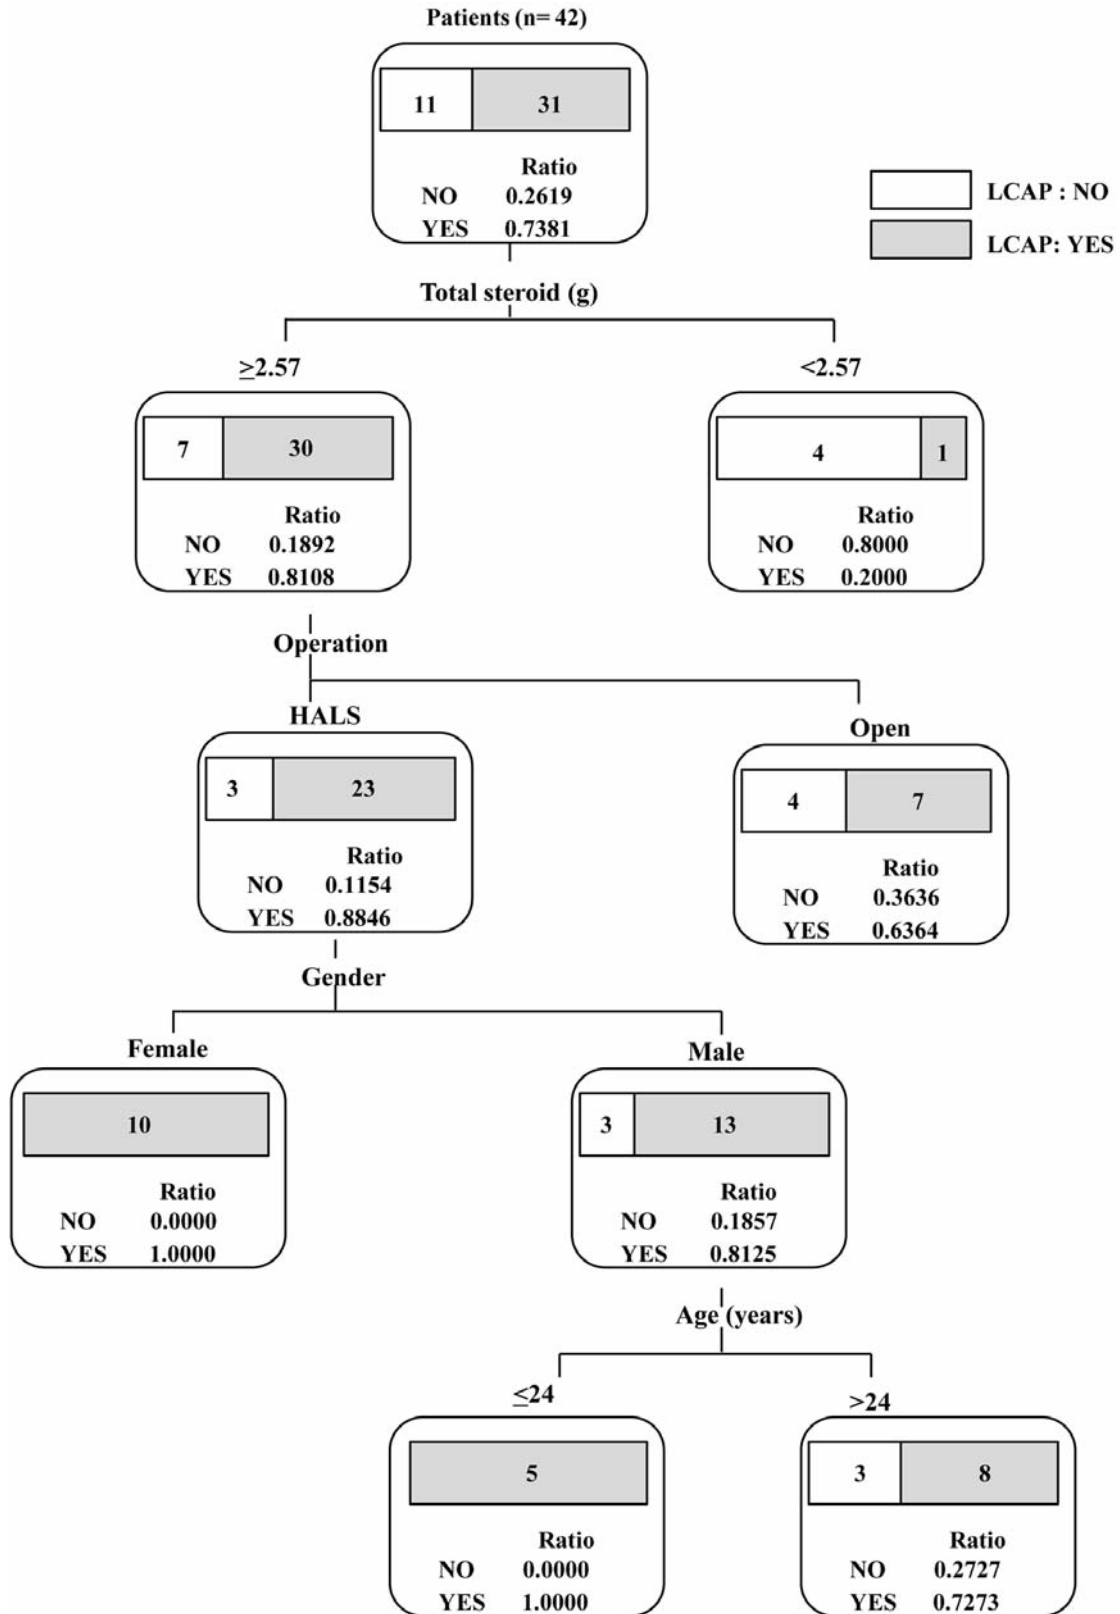 Patients (n= 42)
11 31
Ratio
NO 0.2619
YES 0.7381
LCAP : NO
LCAP: YES
Total steroid (g)
≥2.57
7 30
Ratio
NO 0.1892
YES 0.8108
<2.57
4 1
Ratio
NO 0.8000
YES 0.2000
Operation
HALS
3 23
Ratio
NO 0.1154
YES 0.8846
Open
4 7
Ratio
NO 0.3636
YES 0.6364
Gender
Female
10
Ratio
NO 0.0000
YES 1.0000
Male
3 13
Ratio
NO 0.1857
YES 0.8125
Age (years)
≤24
5
Ratio
NO 0.0000
YES 1.0000
>24
3 8
Ratio
NO 0.2727
YES 0.7273